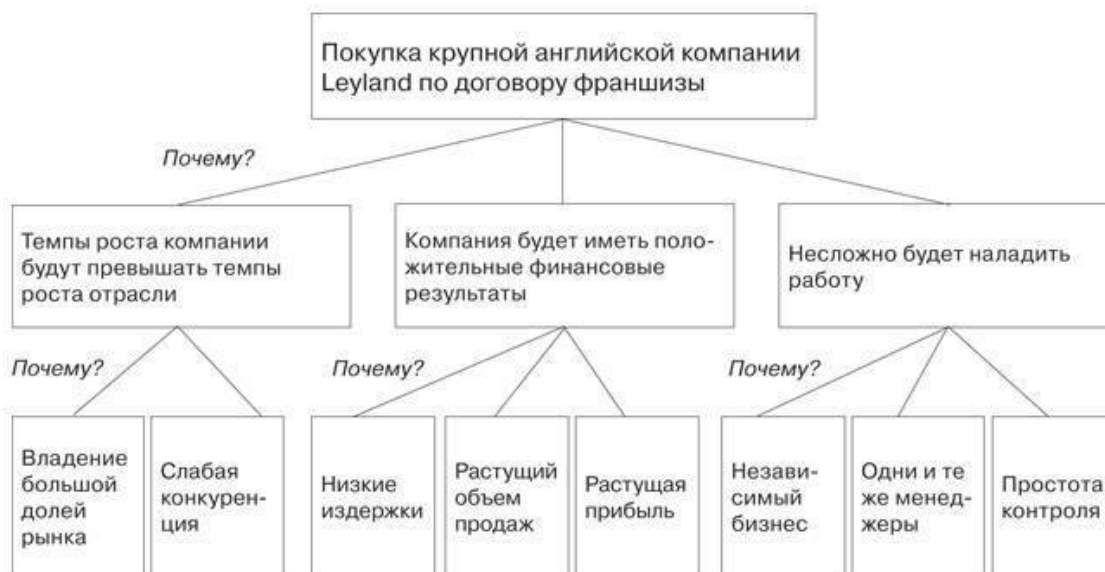 Покупка крупной английской компании
Leyland по договору франшизы
Почему?
Темпы роста компании
будут превышать темпы
роста отрасли
Компания будет иметь поло-
жительные финансовые
результаты
Несложно будет наладить
работу
Почему?
Почему?
Почему?
Владение
большой
долей
рынка
Слабая
конкурен-
ция
Низкие
издержки
Растущий
объем
продаж
Растущая
прибыль
Незави-
симый
бизнес
Одни и те
же менед-
жеры
Простота
контроля